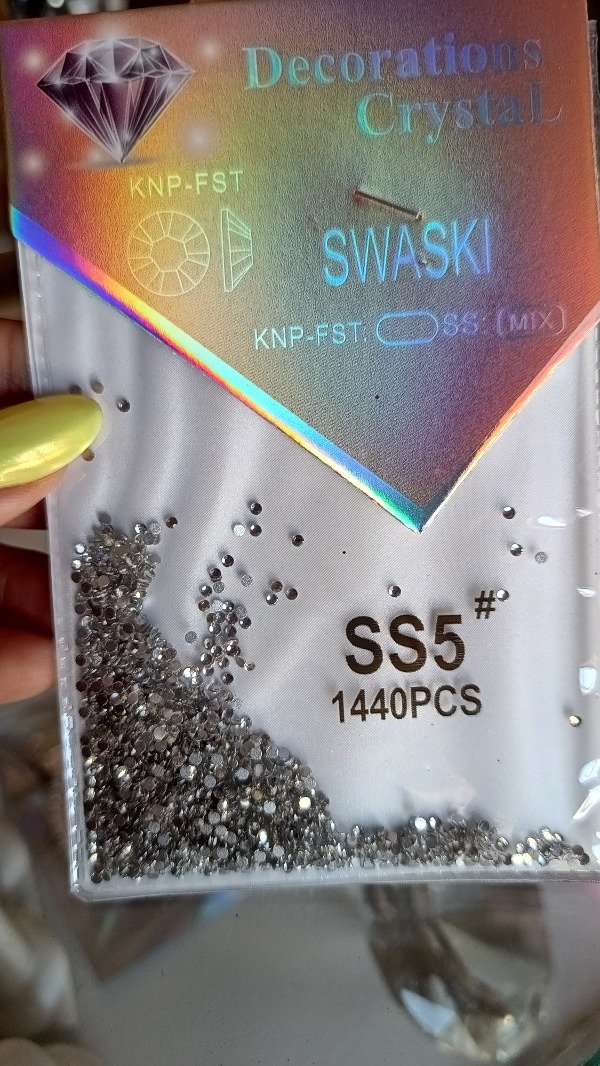 Decorations
CrystaL
KNP-FST
SWASKI
KNP-FST: SS: (MIX)
SS5#
1440PCS